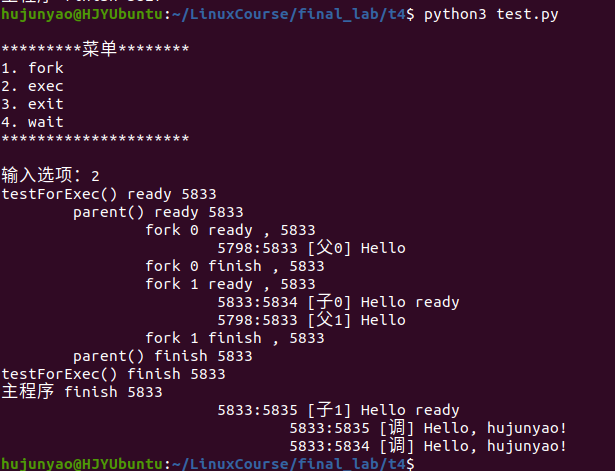 hujunyao@HJYUbuntu:~/LinuxCourse/final_lab/t4$ python3 test.py
*********菜单********
1. fork
2. exec
3. exit
4. wait
*********************
输入选项：2
testForExec() ready 5833
parent() ready 5833
fork 0 ready , 5833
5798:5833 [父0] Hello
fork 0 finish , 5833
fork 1 ready , 5833
5833:5834 [子0] Hello ready
5798:5833 [父1] Hello
fork 1 finish , 5833
parent() finish 5833
testForExec() finish 5833
主程序 finish 5833
5833:5835 [子1] Hello ready
5833:5835 [调] Hello, hujunyao!
5833:5834 [调] Hello, hujunyao!
hujunyao@HJYUbuntu:~/LinuxCourse/final_lab/t4$